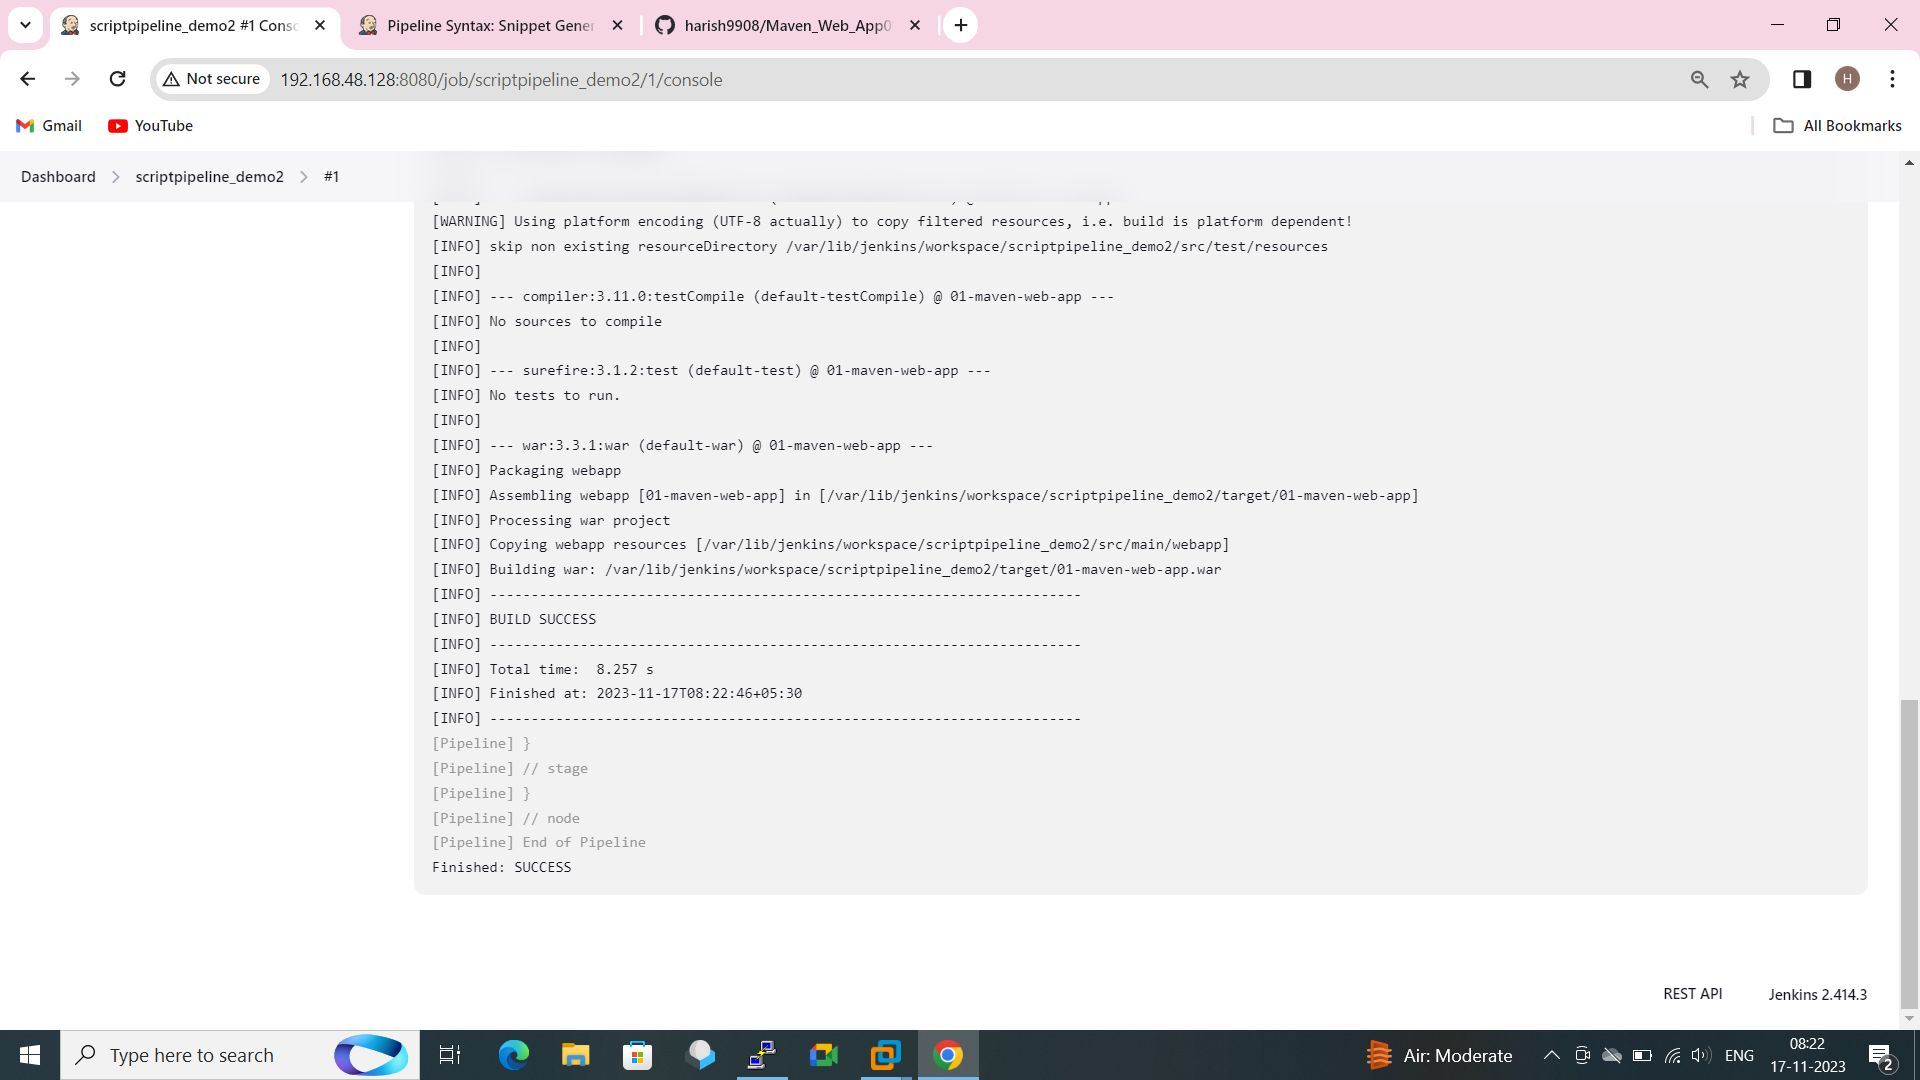 scriptpipeline_demo2 #1 Cons
Pipeline Syntax: Snippet Gener
harish9908/Maven_Web_App0
Not secure
192.168.48.128:8080/job/scriptpipeline_demo2/1/console
H
Gmail
YouTube
All Bookmarks
Dashboard
scriptpipeline_demo2
#1
[WARNING] Using platform encoding (UTF-8 actually) to copy filtered resources, i.e. build is platform dependent!
[INFO] skip non existing resourceDirectory /var/lib/jenkins/workspace/scriptpipeline_demo2/src/test/resources
[INFO]
[INFO] --- compiler:3.11.0:testCompile (default-testCompile) @ 01-maven-web-app ---
[INFO] No sources to compile
[INFO]
[INFO] --- surefire:3.1.2:test (default-test) @ 01-maven-web-app ---
[INFO] No tests to run.
[INFO]
[INFO] --- war:3.3.1:war (default-war) @ 01-maven-web-app ---
[INFO] Packaging webapp
[INFO] Assembling webapp [01-maven-web-app] in [/var/lib/jenkins/workspace/scriptpipeline_demo2/target/01-maven-web-app]
[INFO] Processing war project
[INFO] Copying webapp resources [/var/lib/jenkins/workspace/scriptpipeline_demo2/src/main/webapp]
[INFO] Building war: /var/lib/jenkins/workspace/scriptpipeline_demo2/target/01-maven-web-app.war
[INFO] ------------------------------------------------------------------------
[INFO] BUILD SUCCESS
[INFO] ------------------------------------------------------------------------
[INFO] Total time:  8.257 s
[INFO] Finished at: 2023-11-17T08:22:46+05:30
[INFO] ------------------------------------------------------------------------
[Pipeline] }
[Pipeline] // stage
[Pipeline] }
[Pipeline] // node
[Pipeline] End of Pipeline
Finished: SUCCESS
REST API
Jenkins 2.414.3
Type here to search
Air: Moderate
ENG
08:22
17-11-2023
2